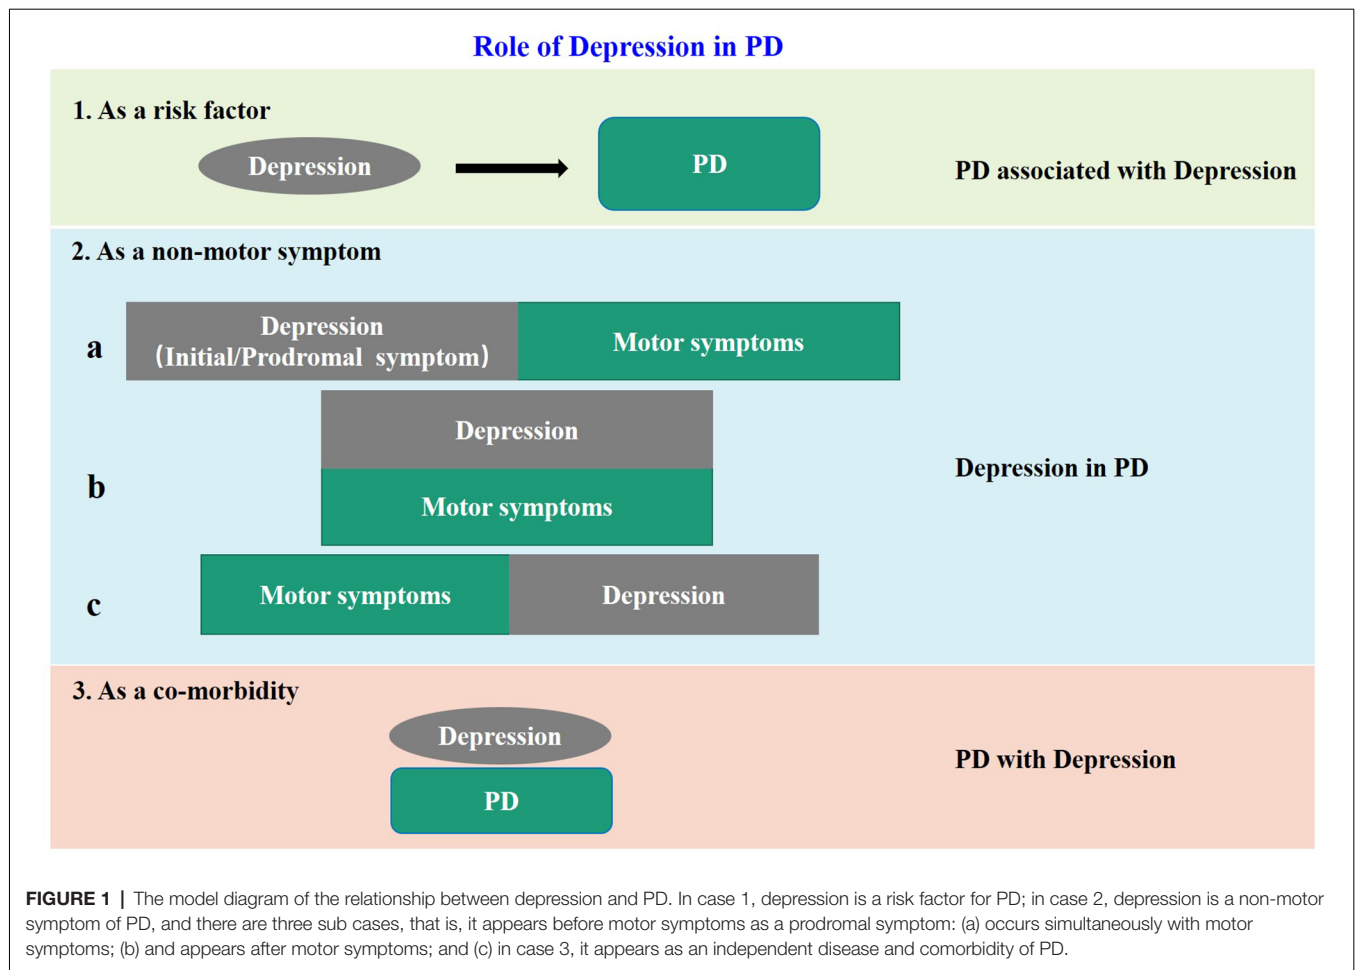 Role of Depression in PD
1. As a risk factor
Depression
PD
PD associated with Depression
2. As a non-motor symptom
a
Depression
(Initial/Prodromal symptom)
Motor symptoms
b
Depression
Motor symptoms
Depression in PD
c
Motor symptoms
Depression
3. As a co-morbidity
Depression
PD
PD with Depression
FIGURE 1 | The model diagram of the relationship between depression and PD. In case 1, depression is a risk factor for PD; in case 2, depression is a non-motor
symptom of PD, and there are three sub cases, that is, it appears before motor symptoms as a prodromal symptom: (a) occurs simultaneously with motor
symptoms; (b) and appears after motor symptoms; and (c) in case 3, it appears as an independent disease and comorbidity of PD.